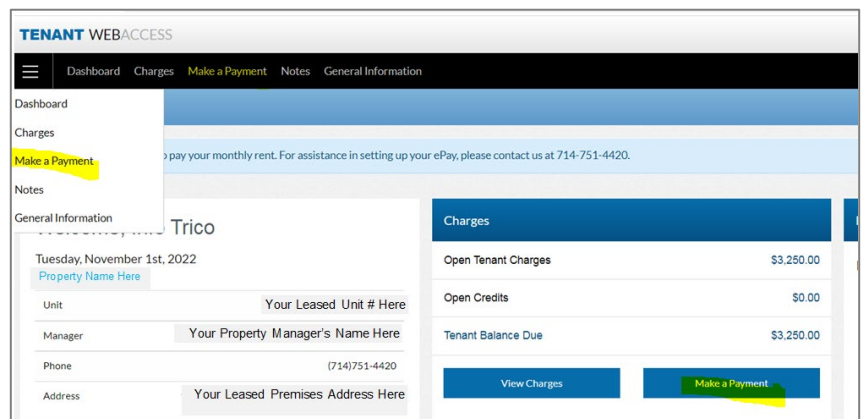 TENANT WEBACCESS
Dashboard Charges Make a Payment Notes General Information
Dashboard
Charges
Make a Payment
pay your monthly rent. For assistance in setting up your ePay, please contact us at 714-751-4420.
Notes
General Information
Trico
Tuesday, November 1st, 2022
Property Name Here
Unit Your Leased Unit # Here
Manager Your Property Manager's Name Here
Phone (714)751-4420
Address Your Leased Premises Address Here
Charges
Open Tenant Charges $3,250.00
Open Credits $0.00
Tenant Balance Due $3,250.00
View Charges Make a Payment